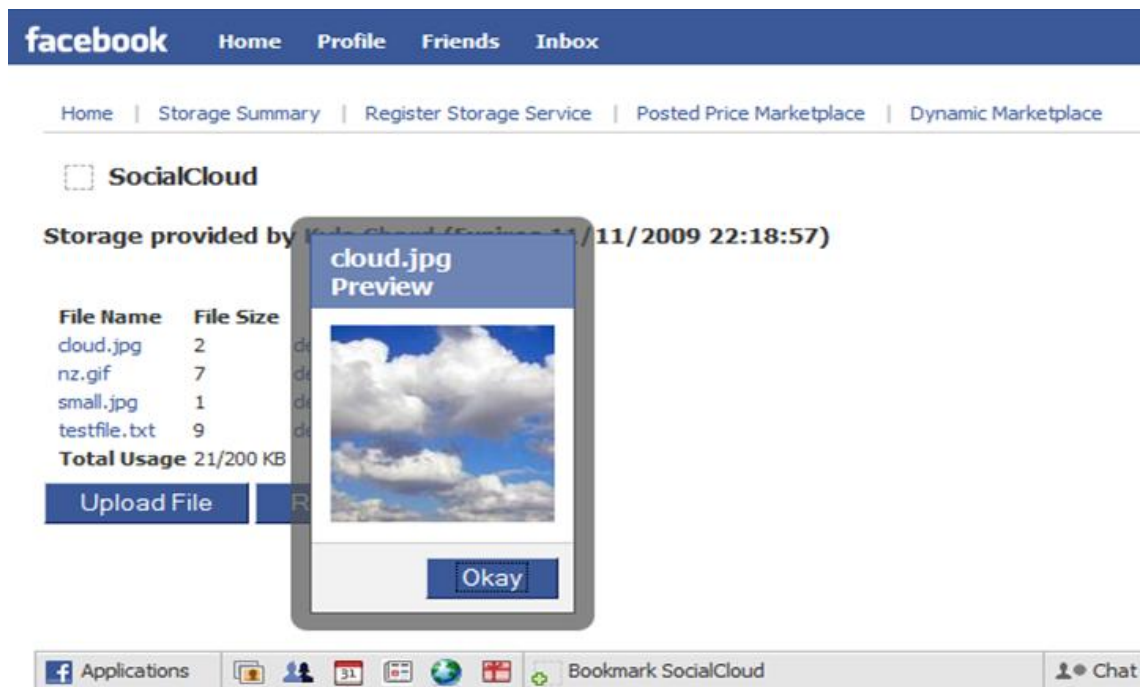 facebook Home Profile Friends Inbox
Home | Storage Summary | Register Storage Service | Posted Price Marketplace | Dynamic Marketplace
SocialCloud
Storage provided by 11/11/2009 22:18:57)
cloud.jpg
Preview
File Name File Size
cloud.jpg 2
nz.gif 7
small.jpg 1
testfile.txt 9
Total Usage 21/200 KB
Upload File
Okay
31
Applications Bookmark SocialCloud Chat